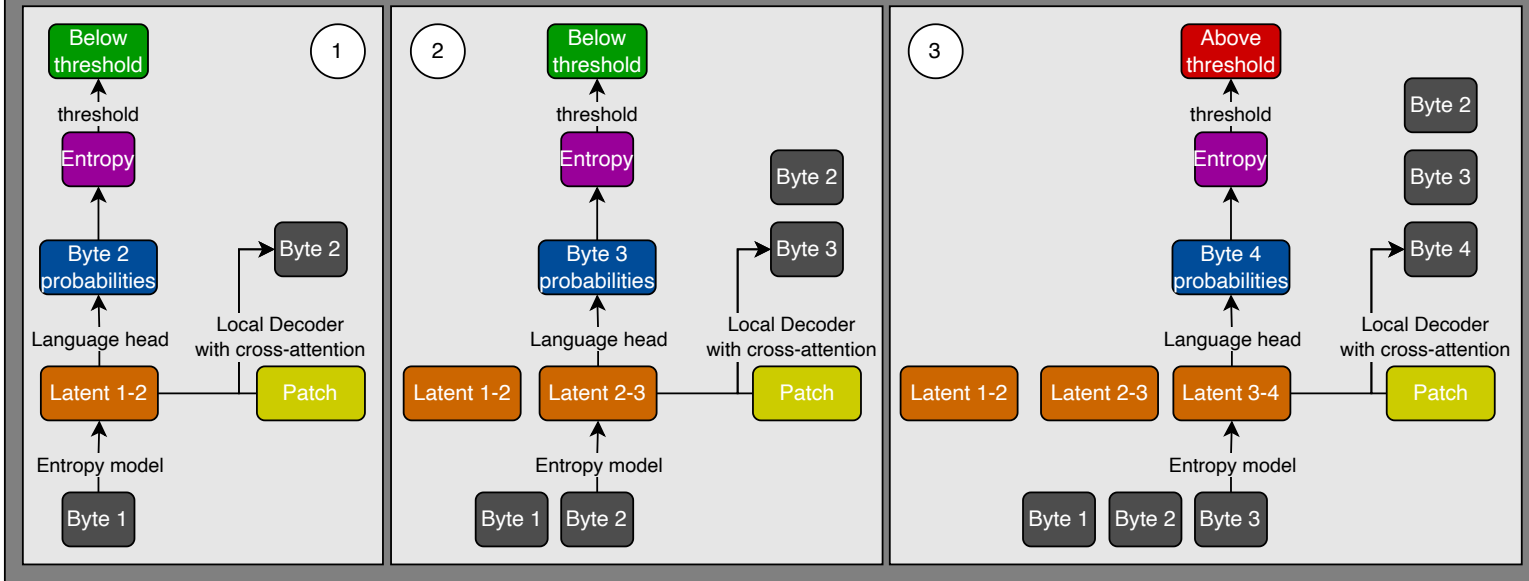 1
Below
threshold
threshold
Entropy
Byte 2
probabilities
Byte 2
Language head
Local Decoder
with cross-attention
Latent 1-2
Patch
Entropy model
Byte 1
2
Below
threshold
threshold
Entropy
Byte 2
Byte 3
probabilities
Byte 3
Language head
Local Decoder
with cross-attention
Latent 1-2
Latent 2-3
Patch
Entropy model
Byte 1
Byte 2
3
Above
threshold
Byte 2
threshold
Entropy
Byte 3
Byte 4
probabilities
Byte 4
Language head
Local Decoder
with cross-attention
Latent 1-2
Latent 2-3
Latent 3-4
Patch
Entropy model
Byte 1
Byte 2
Byte 3